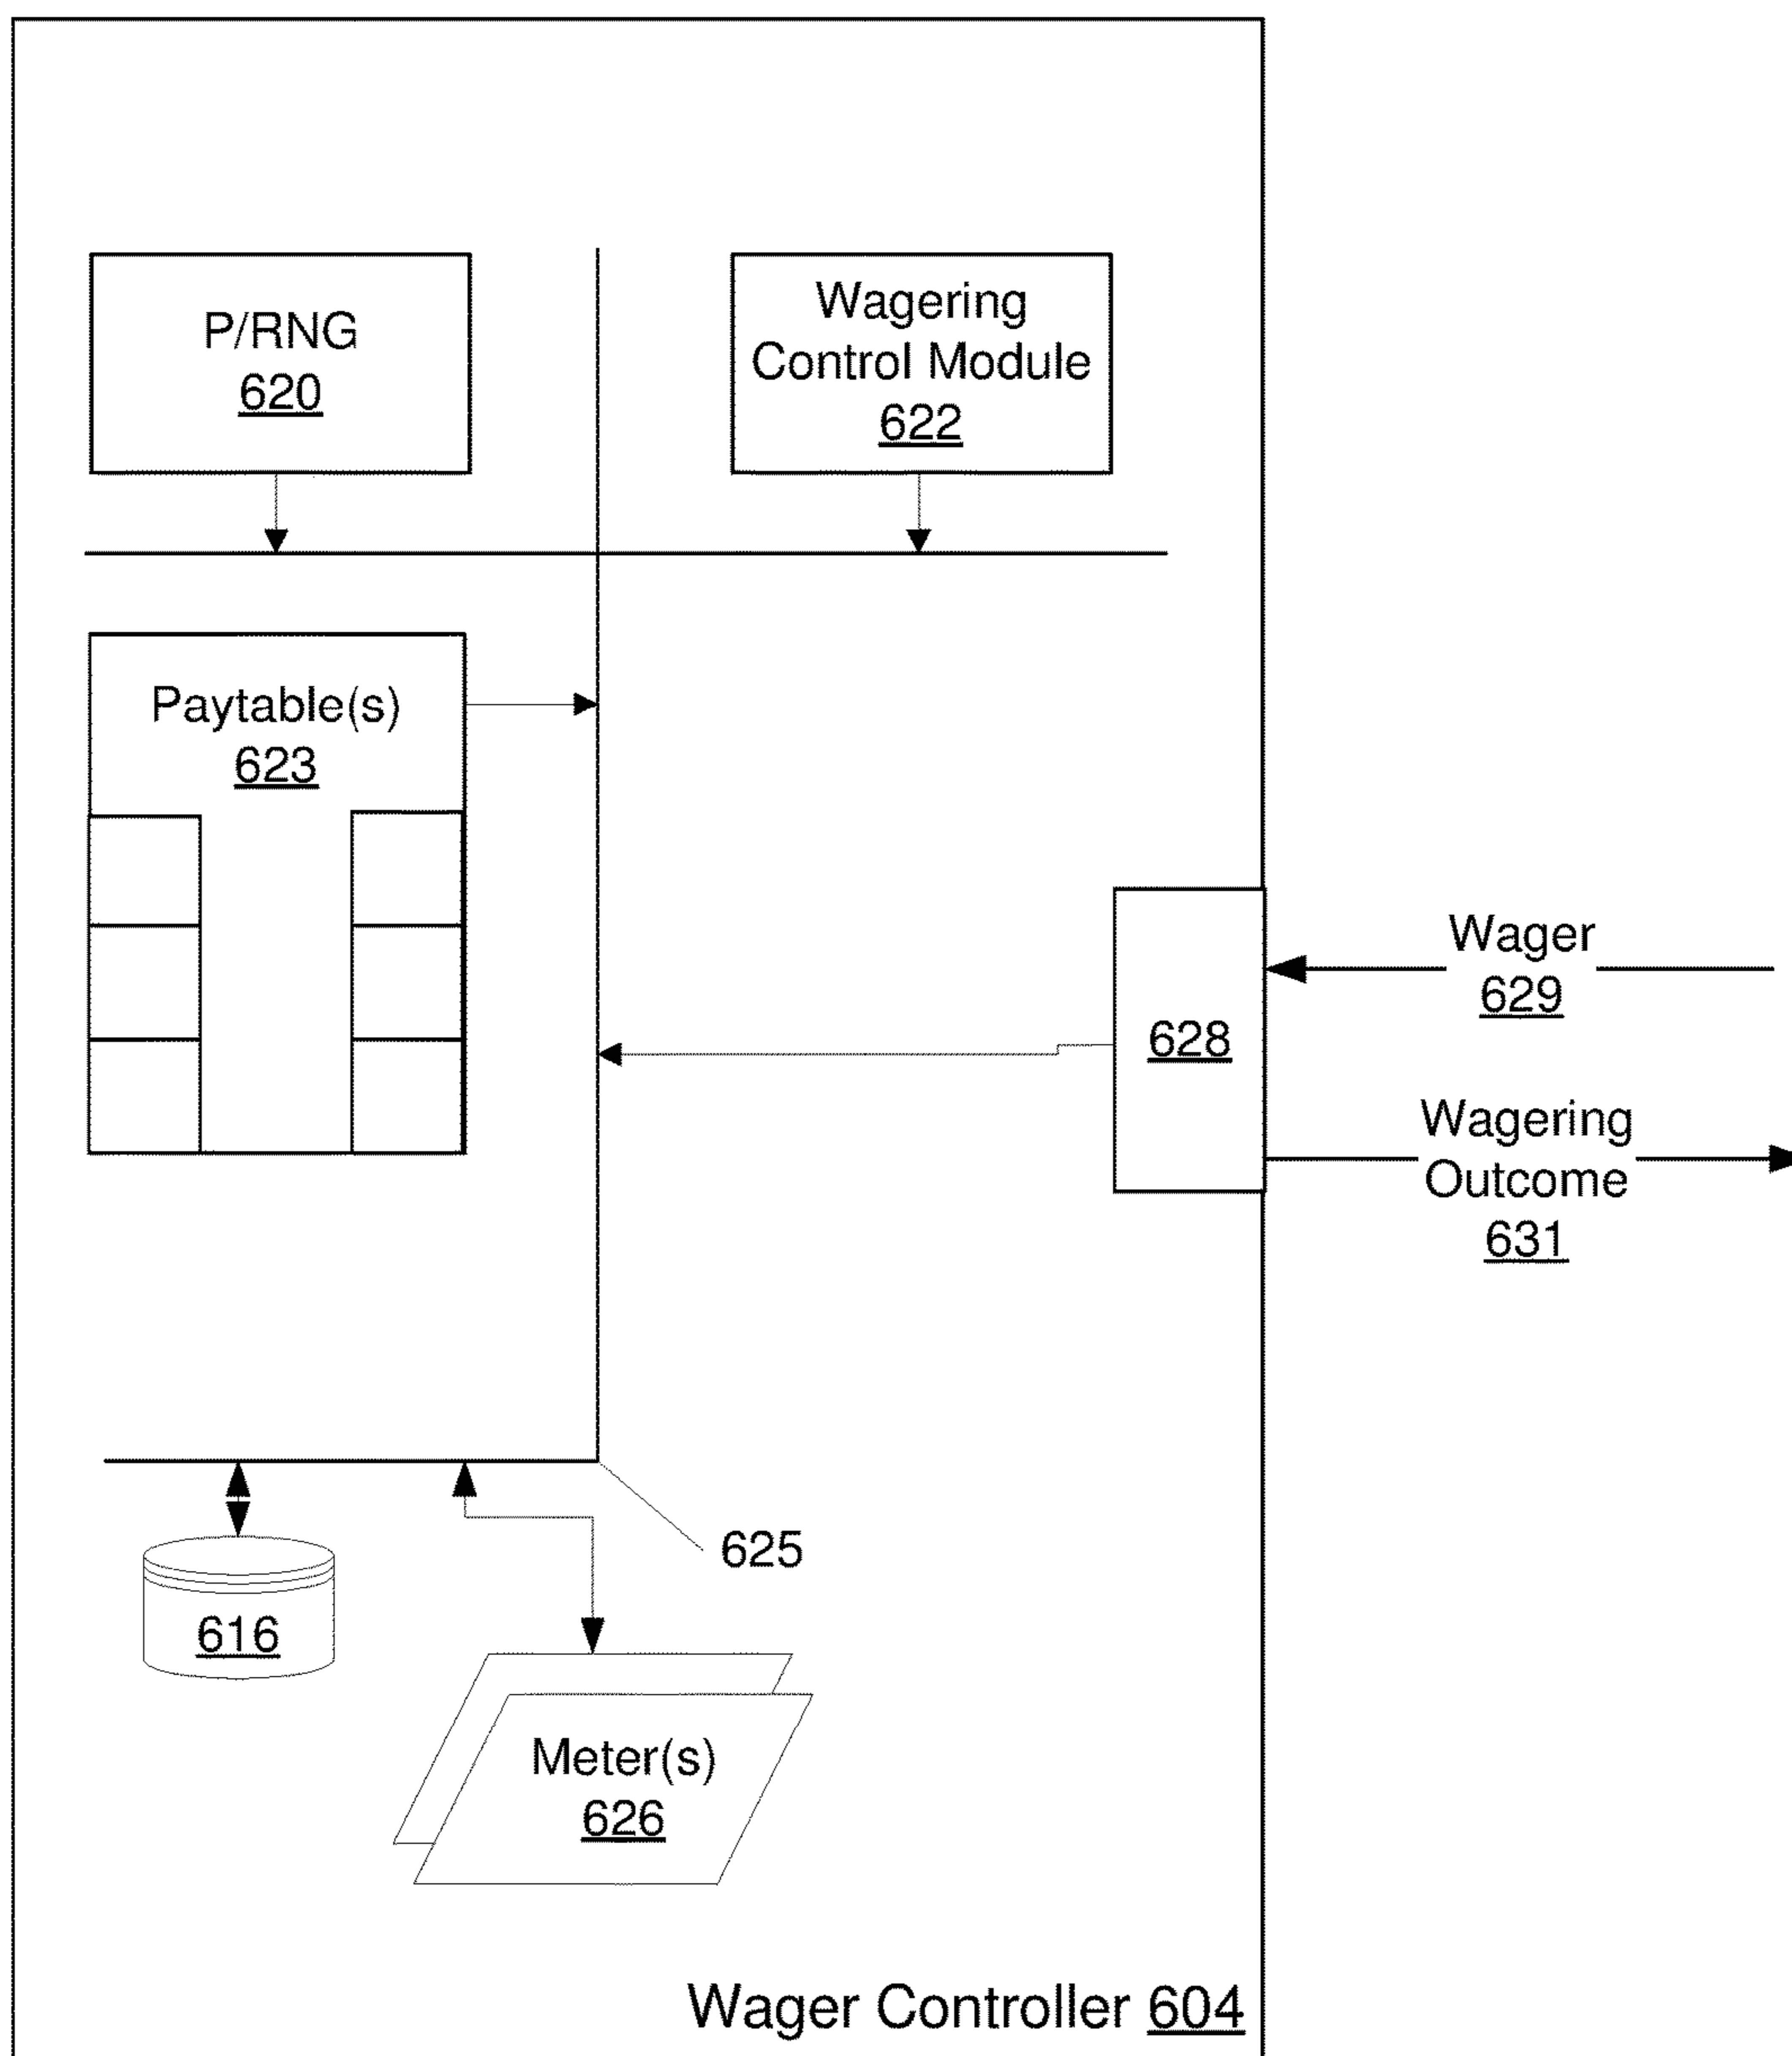 P/RNG
620
Wagering
Control Module
622
Paytable(s)
623
Wager
629
628
Wagering
Outcome
631
625
616
Meter(s)
626
Wager Controller 604